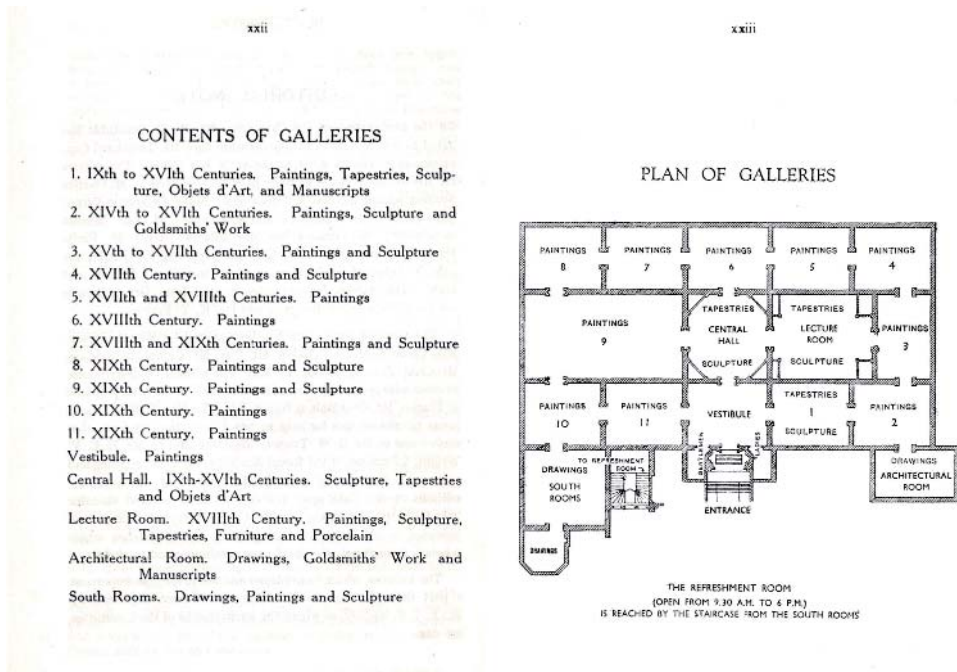 xxii
CONTENTS OF GALLERIES
1. IXth to XVIth Centuries. Paintings, Tapestries, Sculp-
ture, Objets d'Art, and Manuscripts
2. XIVth to XVIth Centuries. Paintings, Sculpture and
Goldsmiths' Work
3. XVth to XVIIth Centuries. Paintings and Sculpture
4. XVIIth Century. Paintings and Sculpture
5. XVIIth and XVIIIth Centuries. Paintings
6. XVIIIth Century. Paintings
7. XVIIIth and XIXth Centuries. Paintings and Sculpture
8. XIXth Century. Paintings and Sculpture
9. XIXth Century. Paintings and Sculpture
10. XIXth Century. Paintings
11. XIXth Century. Paintings
Vestibule. Paintings
Central Hall. IXth-XVIth Centuries. Sculpture, Tapestries
and Objets d'Art
Lecture Room. XVIIIth Century. Paintings, Sculpture,
Tapestries, Furniture and Porcelain
Architectural Room. Drawings, Goldsmiths' Work and
Manuscripts
South Rooms. Drawings, Paintings and Sculpture
xxiii
PLAN OF GALLERIES
PAINTINGS
8
PAINTINGS
7
PAINTINGS
6
PAINTINGS
5
PAINTINGS
4
PAINTINGS
9
TAPESTRIES
CENTRAL
HALL
SCULPTURE
TAPESTRIES
LECTURE
ROOM
SCULPTURE
PAINTINGS
3
PAINTINGS
10
PAINTINGS
11
VESTIBULE
TAPESTRIES
1
SCULPTURE
PAINTINGS
2
TO REFRESHMENT
ROOM
LADIES
DRAWINGS
SOUTH
ROOMS
ENTRANCE
DRAWINGS
ARCHITECTURAL
ROOM
DRAWINGS
THE REFRESHMENT ROOM
(OPEN FROM 9.30 A.M. TO 6 P.M.)
IS REACHED BY THE STAIRCASE FROM THE SOUTH ROOMS